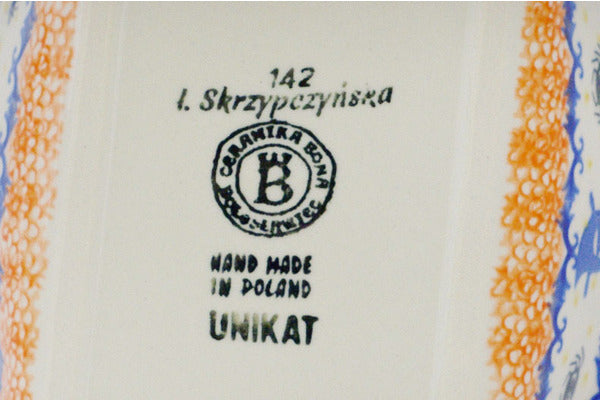 142
Ł. Skrzypczyńska
CERAMIKA BONA
B
BOLESŁAWIEC
HAND MADE
IN POLAND
UNIKAT